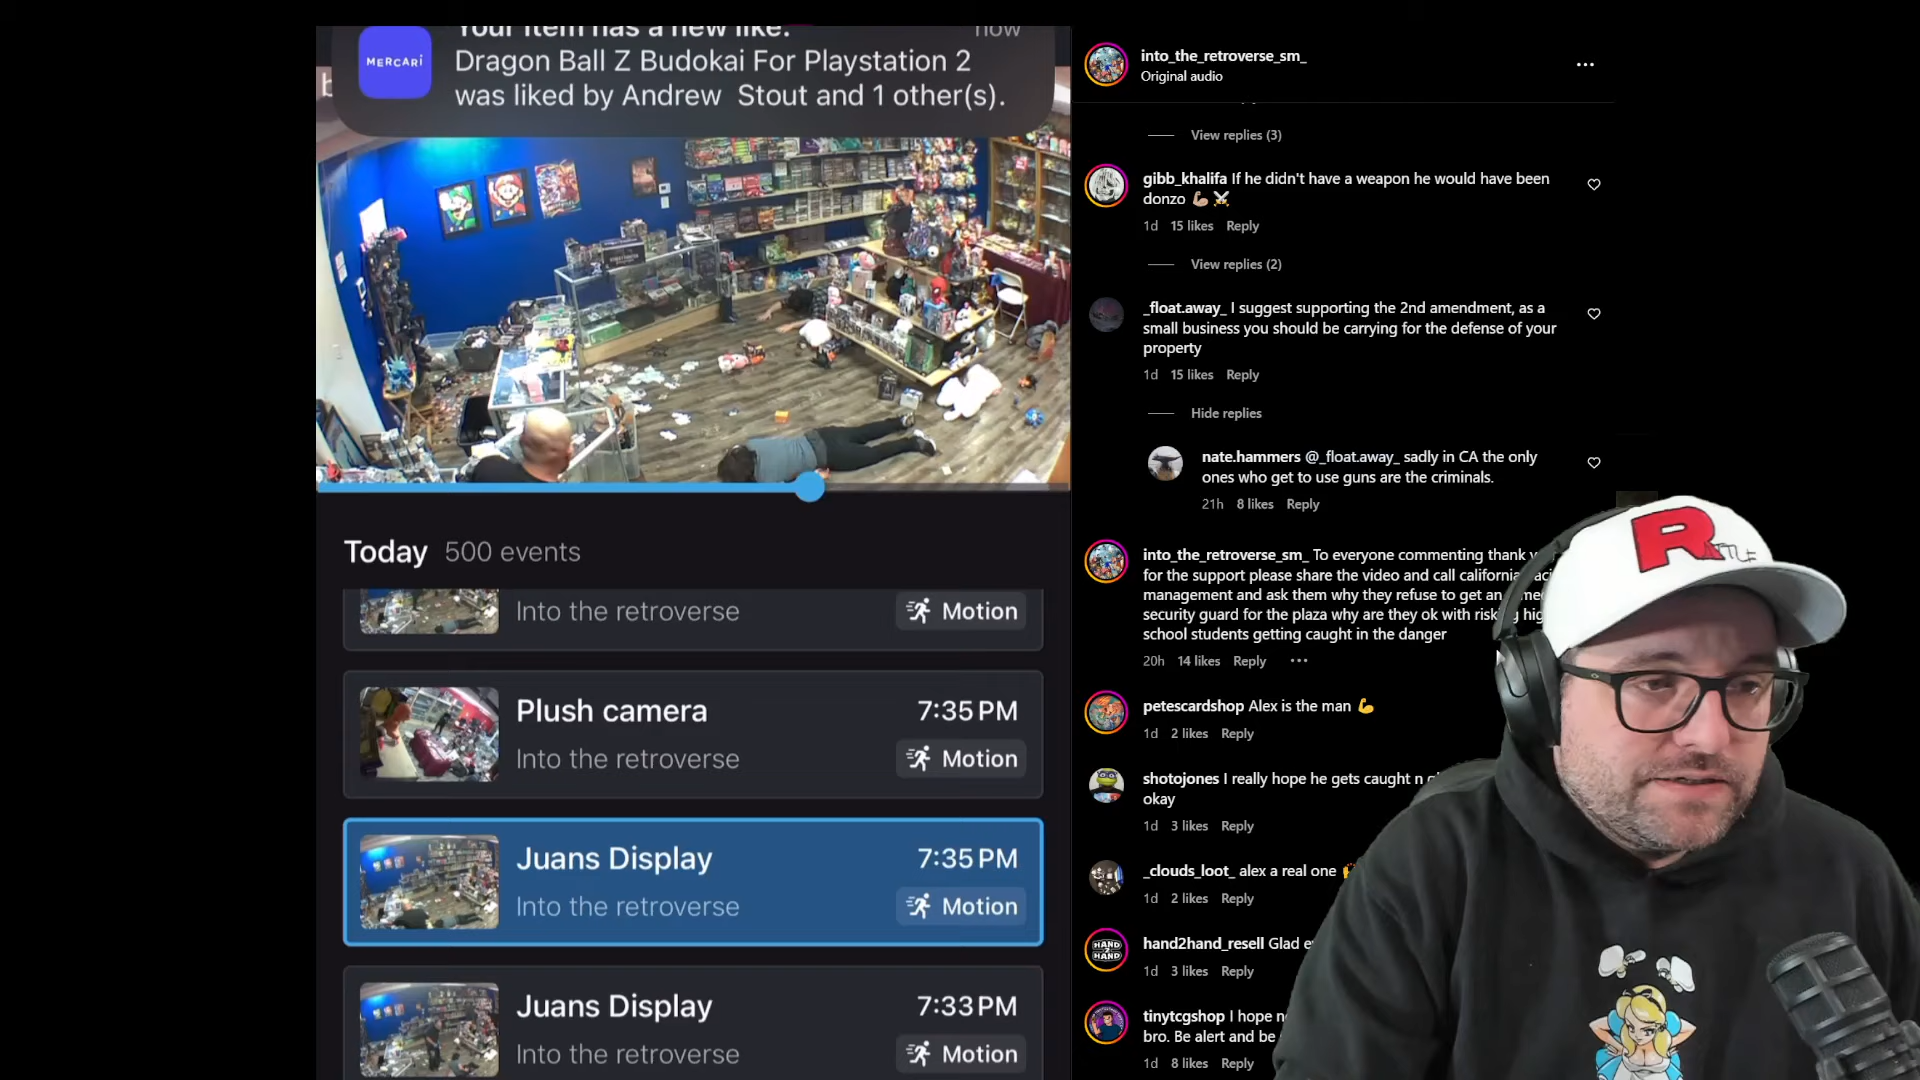 Your item has a new like!
now
MERCARI
Dragon Ball Z Budokai For Playstation 2
was liked by Andrew Stout and 1 other(s).
Today 500 events
Into the retroverse
Motion
Plush camera
7:35 PM
Into the retroverse
Motion
Juans Display
7:35 PM
Into the retroverse
Motion
Juans Display
7:33 PM
Into the retroverse
Motion
into_the_retroverse_sm_
Original audio
View replies (3)
gibb_khalifa If he didn't have a weapon he would have been
donzo 💪🏼⚔️
1d 15 likes Reply
View replies (2)
_float.away_ I suggest supporting the 2nd amendment, as a
small business you should be carrying for the defense of your
property
1d 15 likes Reply
Hide replies
nate.hammers @_float.away_ sadly in CA the only
ones who get to use guns are the criminals.
21h 8 likes Reply
into_the_retroverse_sm_ To everyone commenting thank
for the support please share the video and call california
management and ask them why they refuse to get an
security guard for the plaza why are they ok with
school students getting caught in the danger
20h 14 likes Reply
petescardshop Alex is the man 💪
1d 2 likes Reply
shotojones I really hope he gets caught n
okay
1d 3 likes Reply
_clouds_loot_ alex a real one
1d 2 likes Reply
hand2hand_resell Glad
1d 3 likes Reply
tinytcgshop I hope
bro. Be alert and be
1d 8 likes Reply
HAND
2
HAND
R